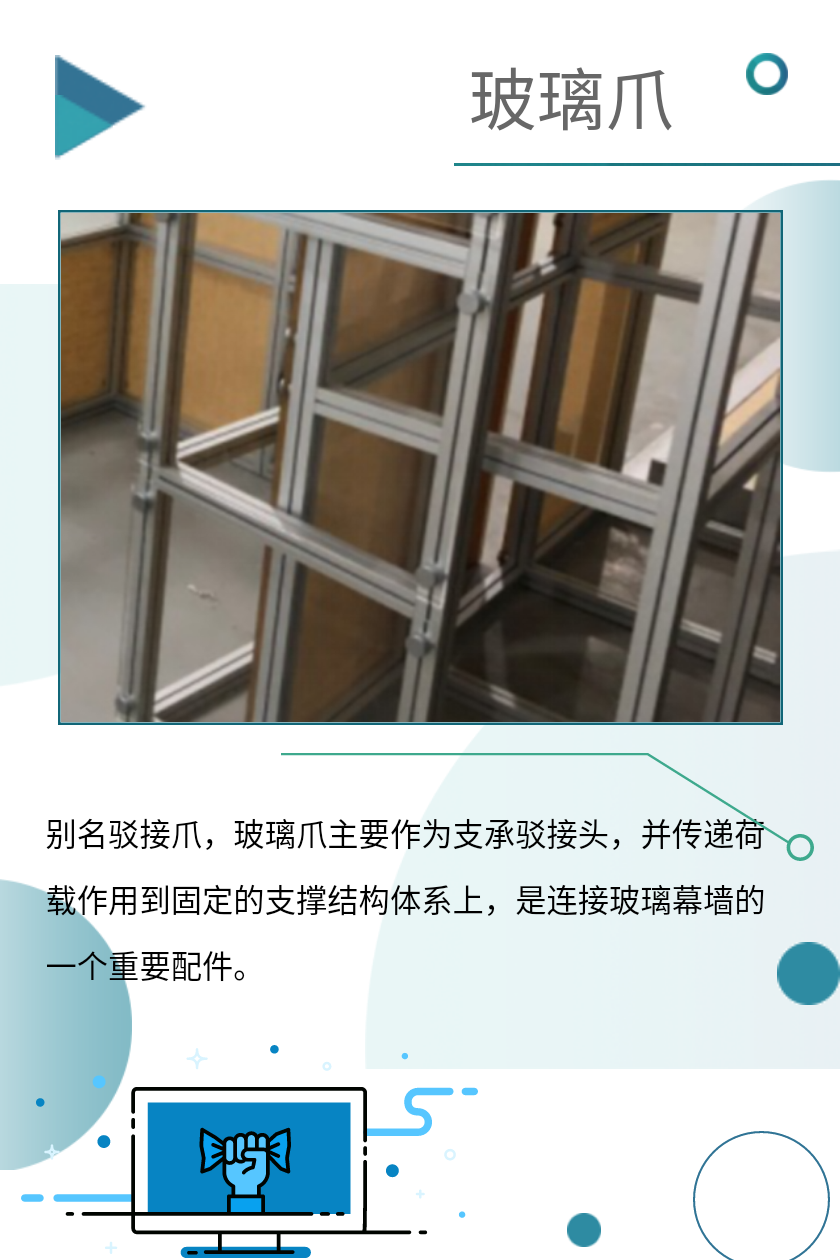 玻璃爪
别名驳接爪，玻璃爪主要作为支承驳接头，并传递荷
载作用到固定的支撑结构体系上，是连接玻璃幕墙的
一个重要配件。